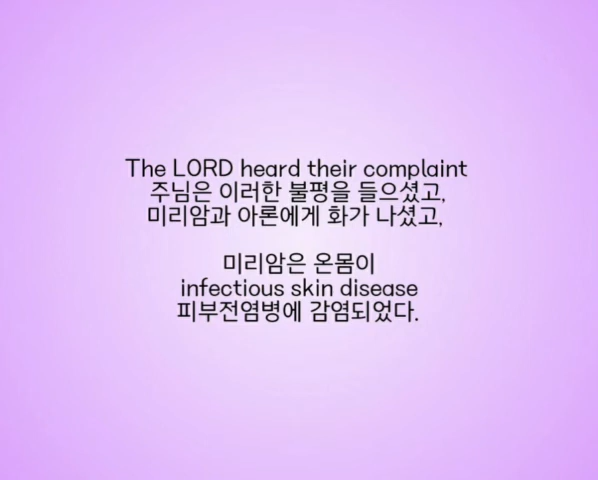 The LORD heard their complaint
주님은 이러한 불평을 들으셨고,
미리암과 아론에게 화가 나셨고,
미리암은 온몸이
infectious skin disease
피부전염병에 감염되었다.